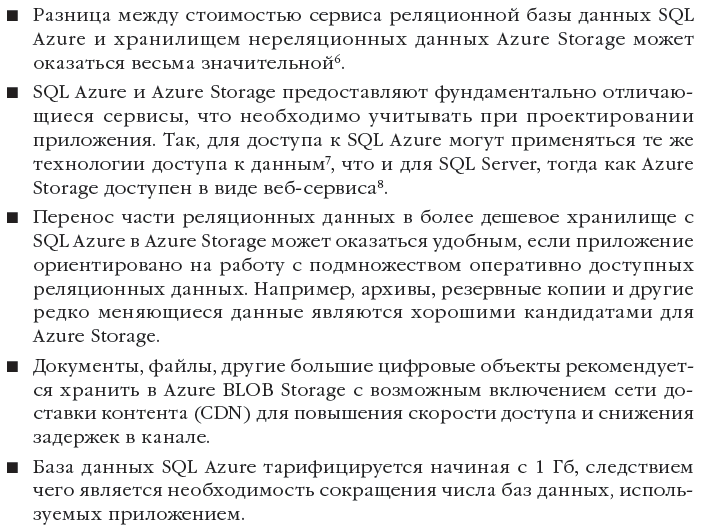 ■ Разница между стоимостью сервиса реляционной базы данных SQL
Azure и хранилищем нереляционных данных Azure Storage может
оказаться весьма значительной⁶.
■ SQL Azure и Azure Storage предоставляют фундаментально отличаю-
щиеся сервисы, что необходимо учитывать при проектировании
приложения. Так, для доступа к SQL Azure могут применяться те же
технологии доступа к данным⁷, что и для SQL Server, тогда как Azure
Storage доступен в виде веб-сервиса⁸.
■ Перенос части реляционных данных в более дешевое хранилище с
SQL Azure в Azure Storage может оказаться удобным, если приложение
ориентировано на работу с подмножеством оперативно доступных
реляционных данных. Например, архивы, резервные копии и другие
редко меняющиеся данные являются хорошими кандидатами для
Azure Storage.
■ Документы, файлы, другие большие цифровые объекты рекомендует-
ся хранить в Azure BLOB Storage с возможным включением сети до-
ставки контента (CDN) для повышения скорости доступа и снижения
задержек в канале.
■ База данных SQL Azure тарифицируется начиная с 1 Гб, следствием
чего является необходимость сокращения числа баз данных, исполь-
зуемых приложением.